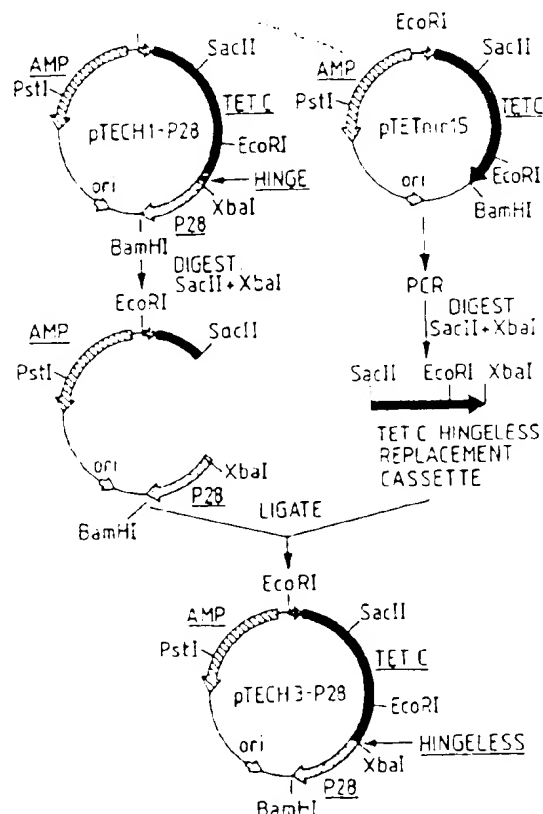 EcoRI
SacII
SacII
AMP
AMP
PstI
PstI
TET C
TETC
pTECH1-P28
pTETnir15
EcoRI
EcoRI
HINGE
ori
ori
XbaI
BamHI
P28
BamHI
DIGEST
SacII + XbaI
PCR
EcoRI
DIGEST
SacII + XbaI
AMP
SacII
PstI
SacII
EcoRI
XbaI
TET C HINGELESS
REPLACEMENT
CASSETTE
ori
XbaI
P28
BamHI
LIGATE
EcoRI
AMP
SacII
PstI
TET C
pTECH3-P28
EcoRI
HINGELESS
ori
XbaI
P28
BamHI